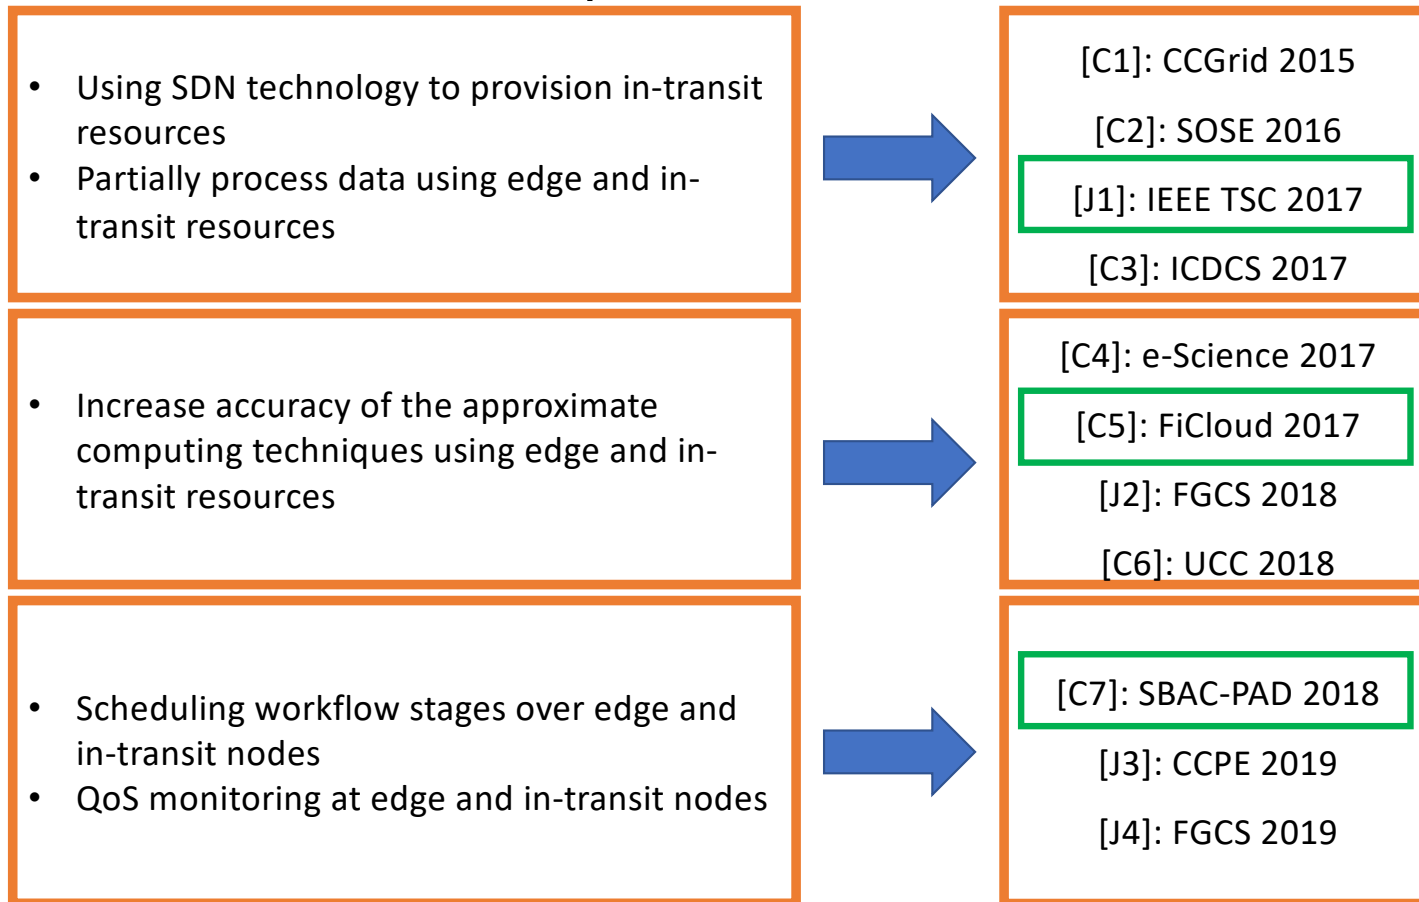 • Using SDN technology to provision in-transit
resources
• Partially process data using edge and in-
transit resources
[C1]: CCGrid 2015
[C2]: SOSE 2016
[J1]: IEEE TSC 2017
[C3]: ICDCS 2017
• Increase accuracy of the approximate
computing techniques using edge and in-
transit resources
[C4]: e-Science 2017
[C5]: FiCloud 2017
[J2]: FGCS 2018
[C6]: UCC 2018
• Scheduling workflow stages over edge and
in-transit nodes
• QoS monitoring at edge and in-transit nodes
[C7]: SBAC-PAD 2018
[J3]: CCPE 2019
[J4]: FGCS 2019